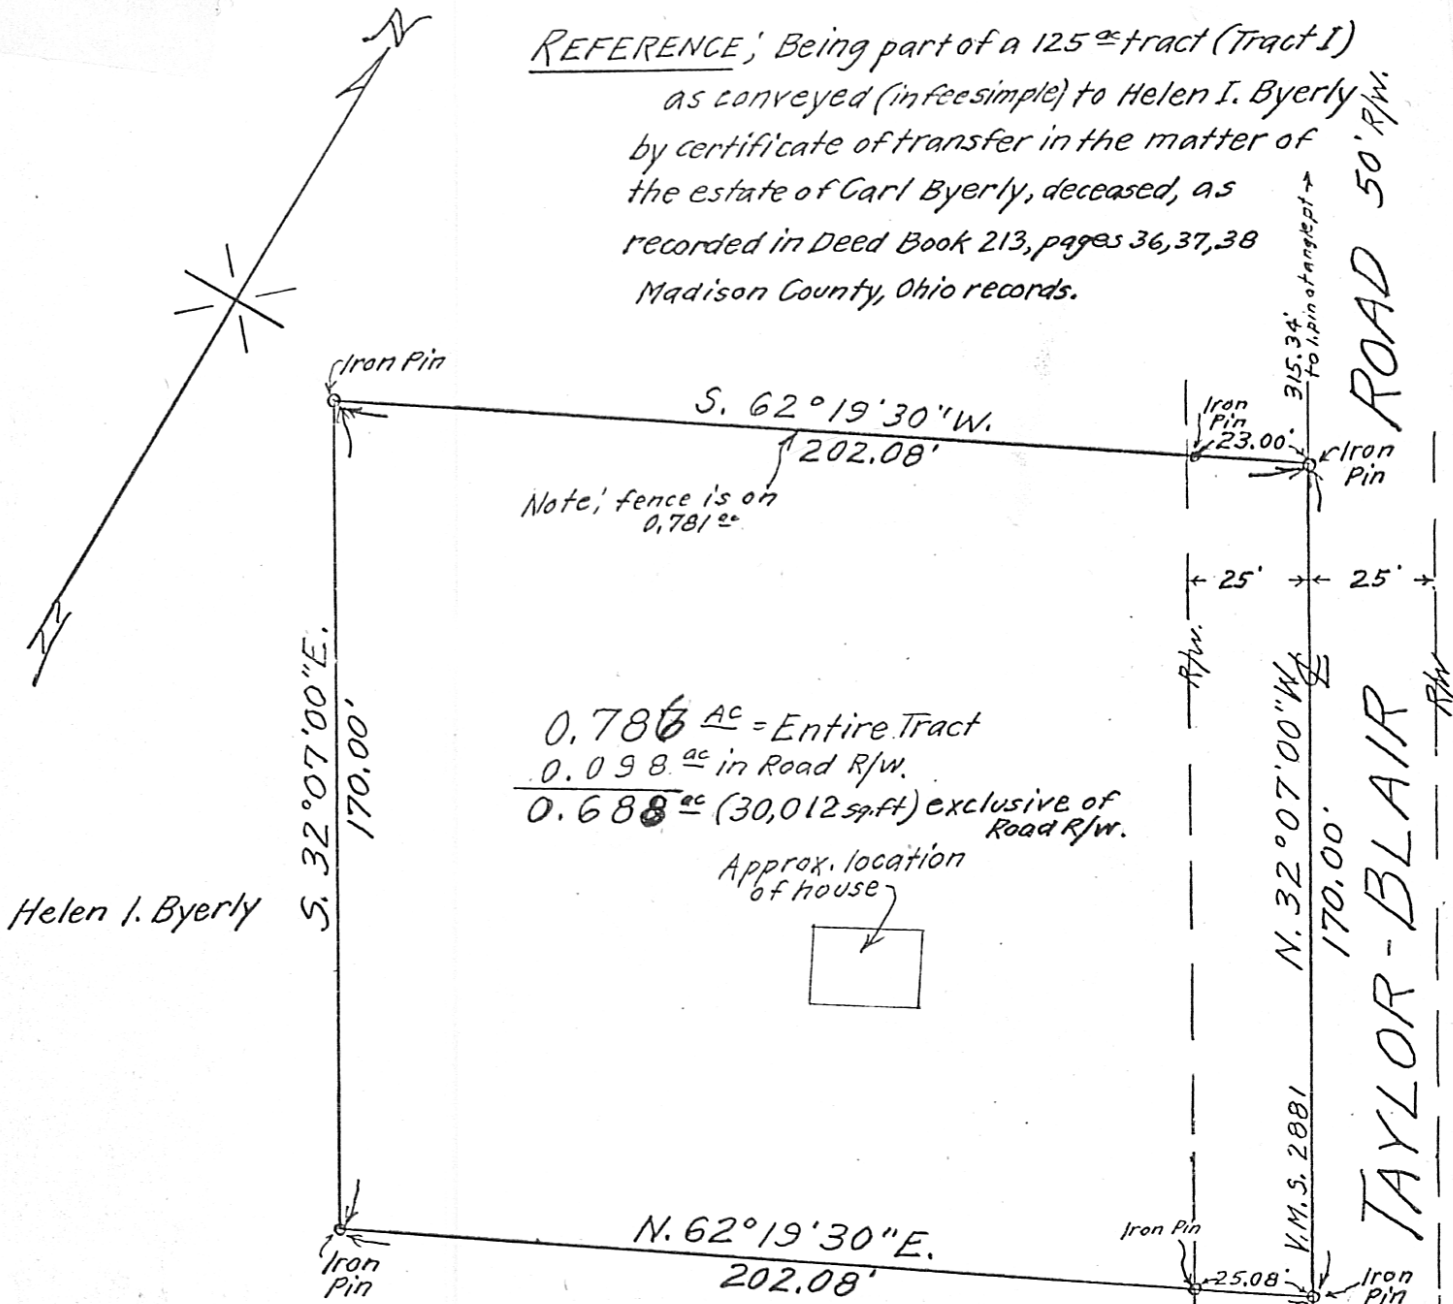 N
REFERENCE; Being part of a 125 ac tract (Tract I)
as conveyed (in fee simple) to Helen I. Byerly
by certificate of transfer in the matter of
the estate of Carl Byerly, deceased, as
recorded in Deed Book 213, pages 36,37,38
Madison County, Ohio records.
315.34'
to I. pin at angle pt →
TAYLOR-BLAIR ROAD 50' R/W.
Iron Pin
S. 62°19'30"W.
202.08'
Iron
Pin
23.00'
Iron
Pin
Note; fence is on
0.781 ac
25'
25'
R/W.
R/W
S. 32°07'00"E.
170.00'
0.786 Ac = Entire Tract
0.098 ac in Road R/W.
0.688 ac (30,012 sq.ft) exclusive of
Road R/W.
Approx. location
of house
Helen I. Byerly
N. 32°07'00"W.
170.00'
V.M.S. 2881
N. 62°19'30"E.
202.08'
Iron
Pin
Iron Pin
25.08'
Iron
Pin